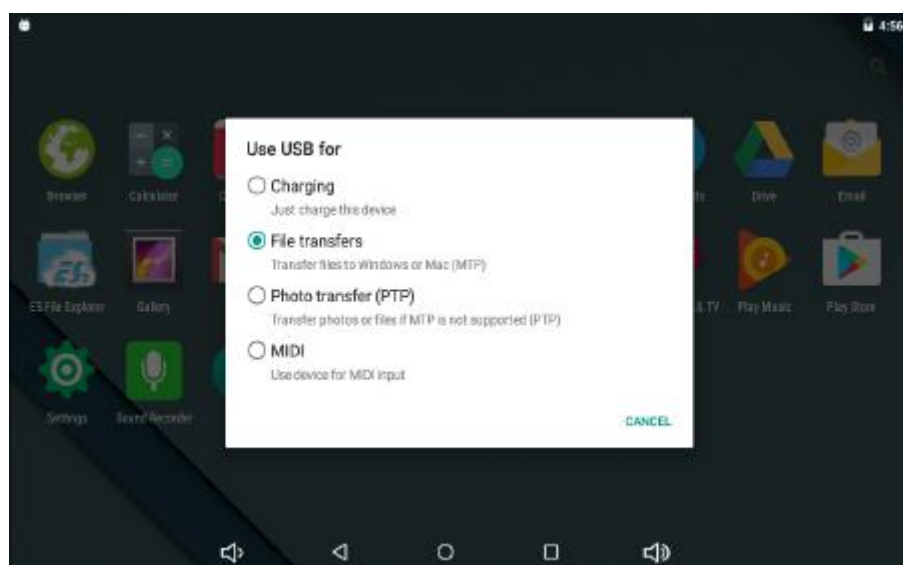 4:56
Use USB for
Charging
Just charge this device
File transfers
Transfer files to Windows or Mac (MTP)
Photo transfer (PTP)
Transfer photos or files if MTP is not supported (PTP)
MIDI
Use device for MIDI input
CANCEL
Browser
Calculator
Drive
Email
ES File Explorer
Gallery
& TV
Play Music
Play Store
Settings
Sound Recorder